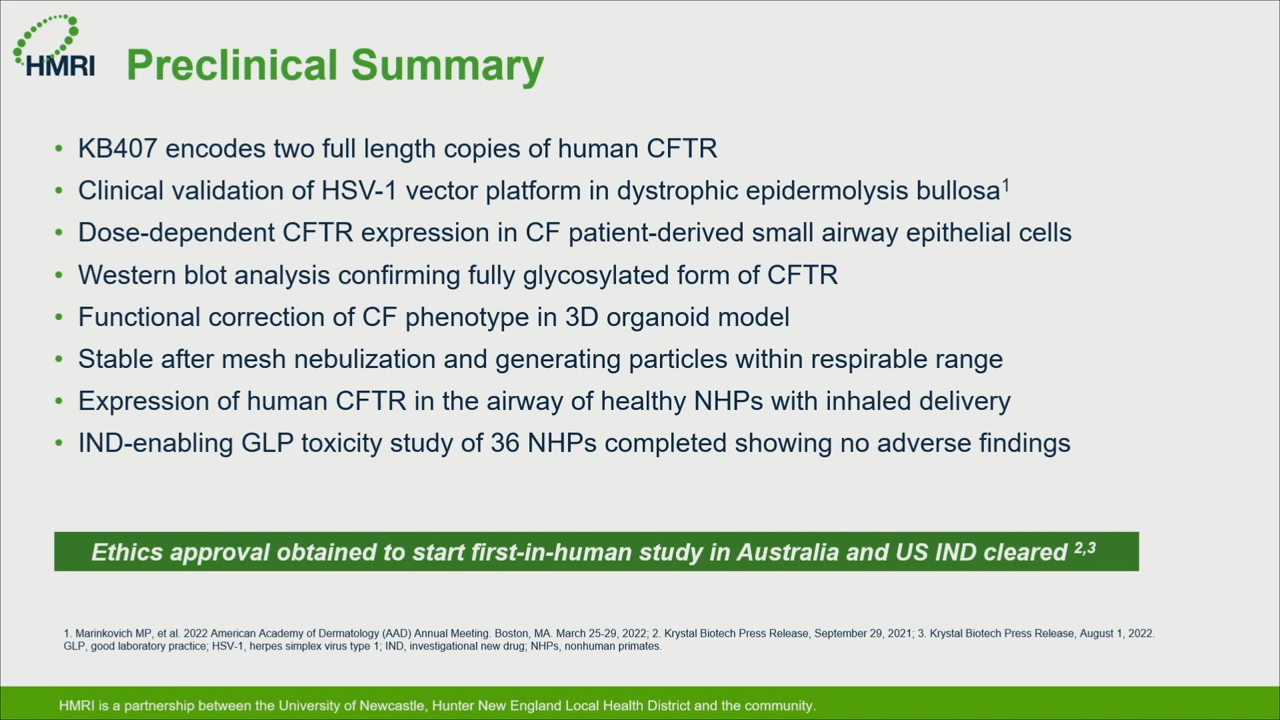 HMRI
Preclinical Summary
• KB407 encodes two full length copies of human CFTR
• Clinical validation of HSV-1 vector platform in dystrophic epidermolysis bullosa¹
• Dose-dependent CFTR expression in CF patient-derived small airway epithelial cells
• Western blot analysis confirming fully glycosylated form of CFTR
• Functional correction of CF phenotype in 3D organoid model
• Stable after mesh nebulization and generating particles within respirable range
• Expression of human CFTR in the airway of healthy NHPs with inhaled delivery
• IND-enabling GLP toxicity study of 36 NHPs completed showing no adverse findings
Ethics approval obtained to start first-in-human study in Australia and US IND cleared ²,³
1. Marinkovich MP, et al. 2022 American Academy of Dermatology (AAD) Annual Meeting. Boston, MA. March 25-29, 2022; 2. Krystal Biotech Press Release, September 29, 2021; 3. Krystal Biotech Press Release, August 1, 2022.
GLP, good laboratory practice; HSV-1, herpes simplex virus type 1; IND, investigational new drug; NHPs, nonhuman primates.
HMRI is a partnership between the University of Newcastle, Hunter New England Local Health District and the community.